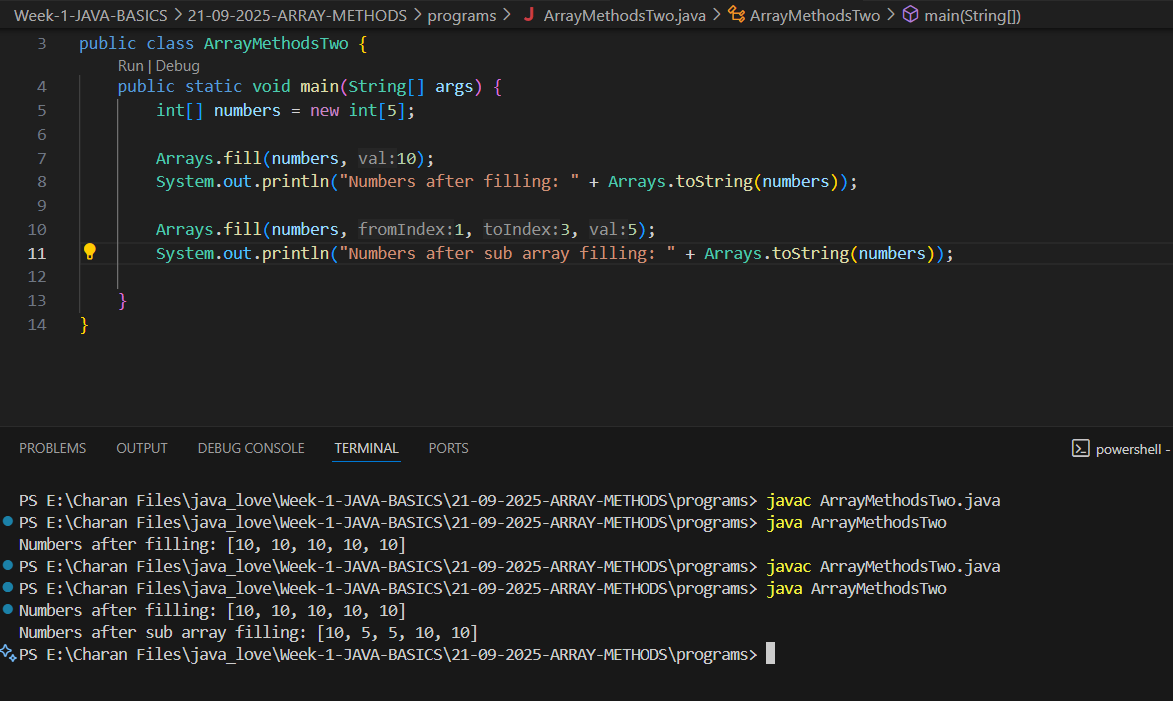 Week-1-JAVA-BASICS > 21-09-2025-ARRAY-METHODS > programs > J ArrayMethodsTwo.java > ArrayMethodsTwo > main(String[])
3 public class ArrayMethodsTwo {
Run | Debug
4 public static void main(String[] args) {
5 int[] numbers = new int[5];
6
7 Arrays.fill(numbers, val:10);
8 System.out.println("Numbers after filling: " + Arrays.toString(numbers));
9
10 Arrays.fill(numbers, fromIndex:1, toIndex:3, val:5);
11 System.out.println("Numbers after sub array filling: " + Arrays.toString(numbers));
12
13 }
14 }
PROBLEMS OUTPUT DEBUG CONSOLE TERMINAL PORTS powershell -
PS E:\Charan Files\java_love\Week-1-JAVA-BASICS\21-09-2025-ARRAY-METHODS\programs> javac ArrayMethodsTwo.java
PS E:\Charan Files\java_love\Week-1-JAVA-BASICS\21-09-2025-ARRAY-METHODS\programs> java ArrayMethodsTwo
Numbers after filling: [10, 10, 10, 10, 10]
PS E:\Charan Files\java_love\Week-1-JAVA-BASICS\21-09-2025-ARRAY-METHODS\programs> javac ArrayMethodsTwo.java
PS E:\Charan Files\java_love\Week-1-JAVA-BASICS\21-09-2025-ARRAY-METHODS\programs> java ArrayMethodsTwo
Numbers after filling: [10, 10, 10, 10, 10]
Numbers after sub array filling: [10, 5, 5, 10, 10]
PS E:\Charan Files\java_love\Week-1-JAVA-BASICS\21-09-2025-ARRAY-METHODS\programs>